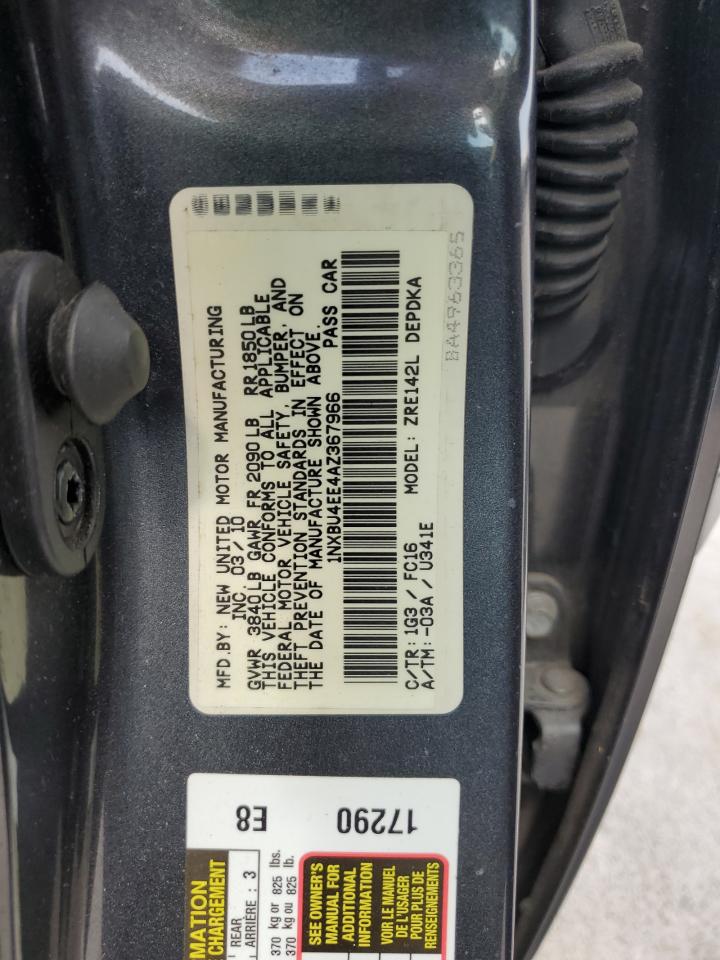 MFD.BY: NEW UNITED MOTOR MANUFACTURING
INC. 03/10
GVWR 3840LB GAWR FR 2090LB RR1850LB
THIS VEHICLE CONFORMS TO ALL APPLICABLE
FEDERAL MOTOR VEHICLE SAFETY, BUMPER, AND
THEFT PREVENTION STANDARDS IN EFFECT ON
THE DATE OF MANUFACTURE SHOWN ABOVE.
1NXBU4EE4AZ367966 PASS CAR
C/TR: 1G3 / FC16 MODEL: ZRE142L DEPDKA
A/TM: -03A / U341E
BA4963365
E8
17290
MATION
CHARGEMENT
REAR
ARRIÈRE : 3
370 kg or 825 lbs.
370 kg ou 825 lb.
SEE OWNER'S
MANUAL FOR
ADDITIONAL
INFORMATION
VOIR LE MANUEL
DE L'USAGER
POUR PLUS DE
RENSEIGNEMENTS